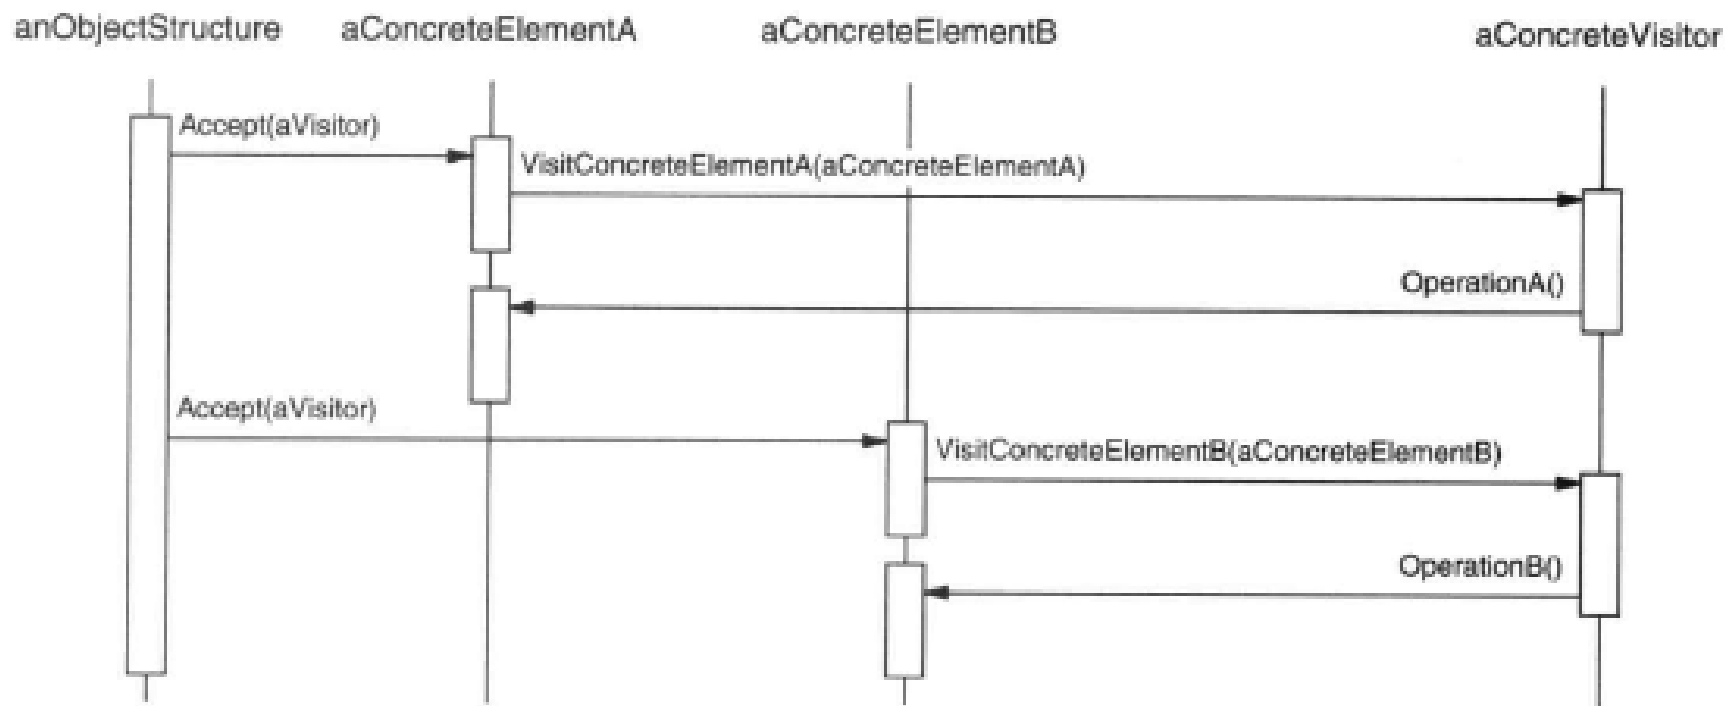 anObjectStructure aConcreteElementA aConcreteElementB aConcreteVisitor
Accept(aVisitor)
VisitConcreteElementA(aConcreteElementA)
OperationA()
Accept(aVisitor)
VisitConcreteElementB(aConcreteElementB)
OperationB()